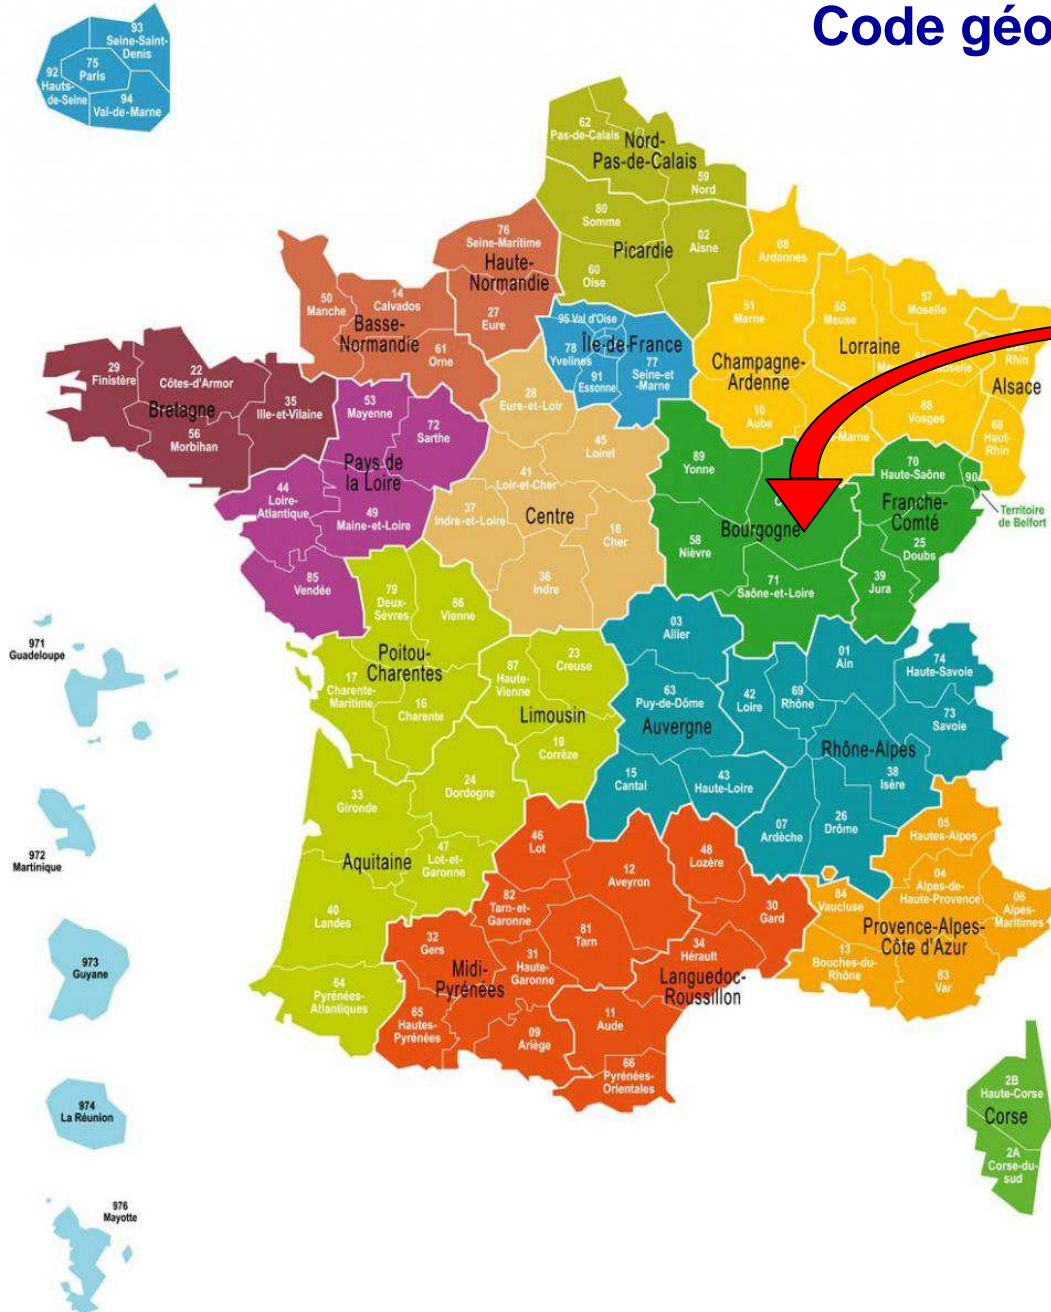 Code géo
93
Seine-Saint-
Denis
75
Paris
92
Hauts-
de-Seine
94
Val-de-Marne
62
Pas-de-Calais
Nord-
Pas-de-Calais
59
Nord
80
Somme
02
Aisne
Picardie
60
Oise
76
Seine-Maritime
Haute-
Normandie
27
Eure
50
Manche
14
Calvados
Basse-
Normandie
61
Orne
08
Ardennes
51
Marne
55
Meuse
57
Moselle
Lorraine
Champagne-
Ardenne
10
Aube
88
Vosges
Rhin
Alsace
68
Haut-
Rhin
95 Val d'Oise
Île-de-France
78
Yvelines
91
Essonne
77
Seine-et
-Marne
29
Finistère
22
Côtes-d'Armor
Bretagne
35
Ille-et-Vilaine
56
Morbihan
53
Mayenne
72
Sarthe
Pays de
la Loire
44
Loire-
Atlantique
49
Maine-et-Loire
85
Vendée
28
Eure-et-Loir
45
Loiret
41
Loir-et-Cher
37
Indre-et-Loire
Centre
18
Cher
36
Indre
89
Yonne
Bourgogne
58
Nièvre
71
Saône-et-Loire
70
Haute-Saône
90
Territoire
de Belfort
Franche-
Comté
25
Doubs
39
Jura
79
Deux-
Sèvres
86
Vienne
Poitou-
Charentes
17
Charente-
Maritime
16
Charente
87
Haute-
Vienne
23
Creuse
Limousin
19
Corrèze
03
Allier
63
Puy-de-Dôme
Auvergne
15
Cantal
43
Haute-Loire
42
Loire
69
Rhône
01
Ain
74
Haute-Savoie
73
Savoie
Rhône-Alpes
38
Isère
07
Ardèche
26
Drôme
24
Dordogne
33
Gironde
47
Lot-et-
Garonne
Aquitaine
40
Landes
64
Pyrénées-
Atlantiques
46
Lot
12
Aveyron
82
Tarn-et-
Garonne
81
Tarn
32
Gers
31
Haute-
Garonne
Midi-
Pyrénées
65
Hautes-
Pyrénées
09
Ariège
48
Lozère
30
Gard
34
Hérault
Languedoc-
Roussillon
11
Aude
66
Pyrénées-
Orientales
05
Hautes-Alpes
04
Alpes-de-
Haute-Provence
06
Alpes-
Maritimes
84
Vaucluse
Provence-Alpes-
Côte d'Azur
13
Bouches-du-
Rhône
83
Var
2B
Haute-Corse
Corse
2A
Corse-du-
sud
971
Guadeloupe
972
Martinique
973
Guyane
974
La Réunion
976
Mayotte